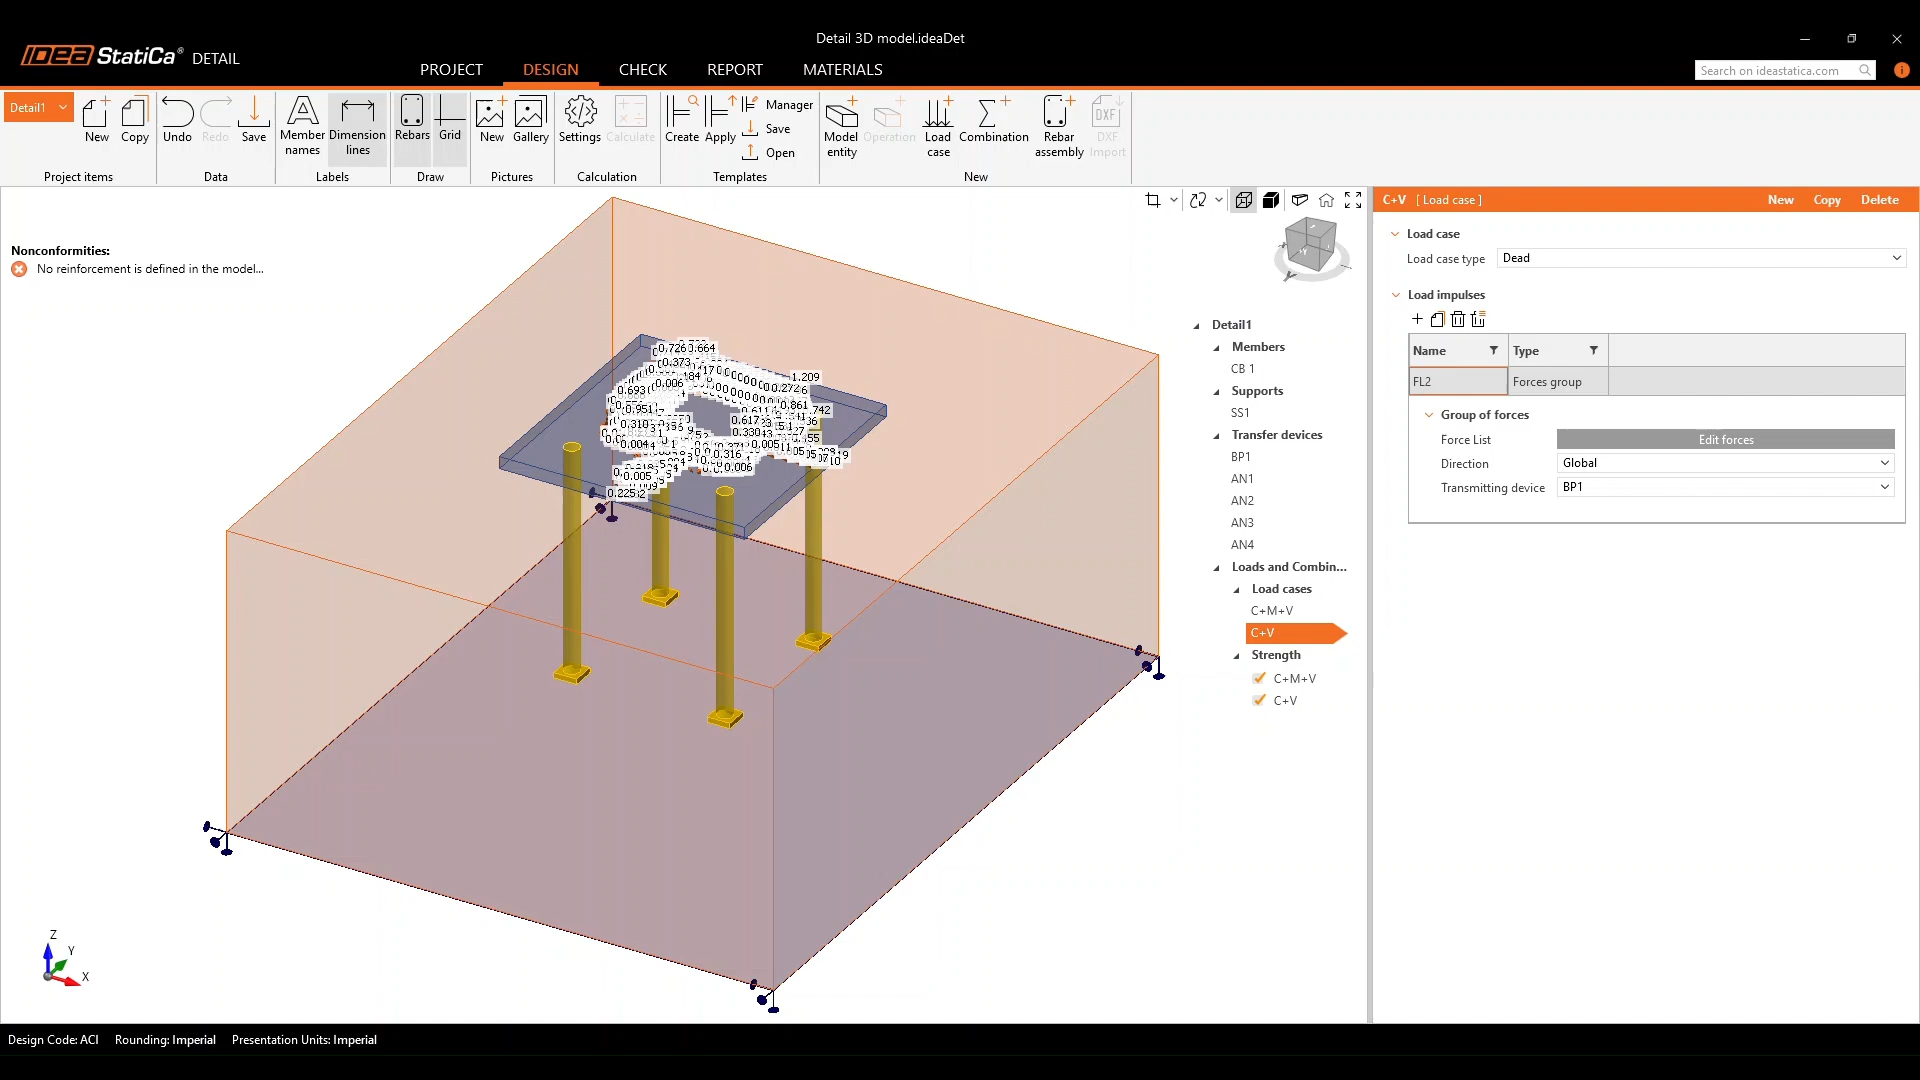 Detail 3D model.ideaDet
IDEA StatiCa® DETAIL
PROJECT DESIGN CHECK REPORT MATERIALS
Search on ideastatica.com
Detail1
New Copy
Project items
Undo Redo Save
Data
Member names Dimension lines
Labels
Rebars Grid
Draw
New Gallery
Pictures
Settings Calculate
Calculation
Create Apply Manager
Save
Open
Templates
Model entity Operation Load case Combination Rebar assembly DXF Import
New
Nonconformities:
No reinforcement is defined in the model...
1.209
Detail1
Members
CB 1
Supports
SS1
Transfer devices
BP1
AN1
AN2
AN3
AN4
Loads and Combin...
Load cases
C+M+V
C+V
Strength
C+M+V
C+V
C+V [ Load case ] New Copy Delete
Load case
Load case type Dead
Load impulses
Name Type
FL2 Forces group
Group of forces
Force List Edit forces
Direction Global
Transmitting device BP1
Z
Y
X
Design Code: ACI Rounding: Imperial Presentation Units: Imperial